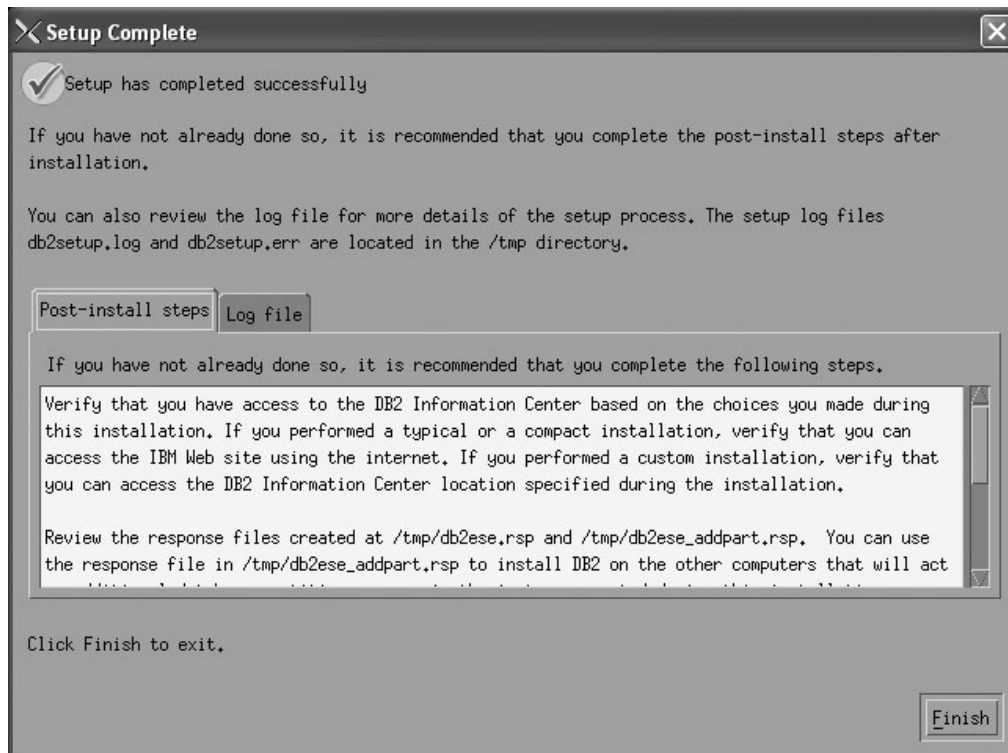 Setup Complete
Setup has completed successfully
If you have not already done so, it is recommended that you complete the post-install steps after
installation.
You can also review the log file for more details of the setup process. The setup log files
db2setup.log and db2setup.err are located in the /tmp directory.
Post-install steps
Log file
If you have not already done so, it is recommended that you complete the following steps.
Verify that you have access to the DB2 Information Center based on the choices you made during
this installation. If you performed a typical or a compact installation, verify that you can
access the IBM Web site using the internet. If you performed a custom installation, verify that
you can access the DB2 Information Center location specified during the installation.
Review the response files created at /tmp/db2ese.rsp and /tmp/db2ese_addpart.rsp.  You can use
the response file in /tmp/db2ese_addpart.rsp to install DB2 on the other computers that will act
Click Finish to exit.
Finish